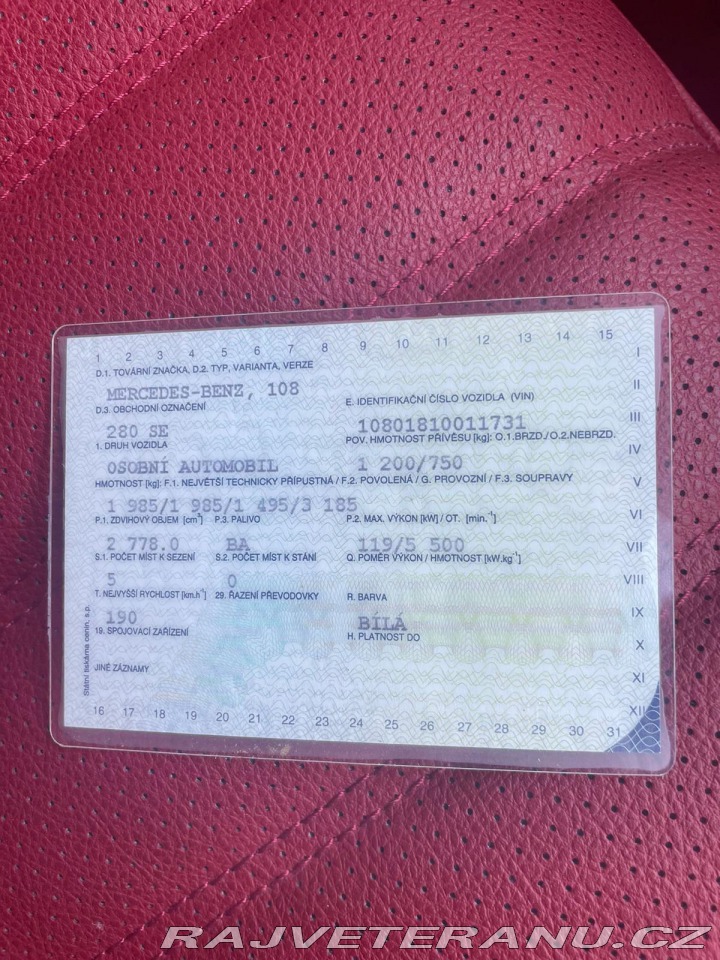 1 2 3 4 5 6 7 8 9 10 11 12 13 14 15 I
D.1. TOVÁRNÍ ZNAČKA, D.2. TYP, VARIANTA, VERZE
MERCEDES-BENZ, 108 II
D.3. OBCHODNÍ OZNAČENÍ E. IDENTIFIKAČNÍ ČÍSLO VOZIDLA (VIN)
280 SE 10801810011731 III
1. DRUH VOZIDLA POV. HMOTNOST PŘÍVĚSU [kg]: O.1.BRZD./O.2.NEBRZD.
OSOBNÍ AUTOMOBIL 1 200/750 IV
HMOTNOST [kg]: F.1. NEJVĚTŠÍ TECHNICKY PŘÍPUSTNÁ / F.2. POVOLENÁ / G. PROVOZNÍ / F.3. SOUPRAVY V
1 985/1 985/1 495/3 185
P.1. ZDVIHOVÝ OBJEM [cm³] P.3. PALIVO P.2. MAX. VÝKON [kW] / OT. [min.⁻¹] VI
2 778.0 BA 119/5 500 VII
S.1. POČET MÍST K SEZENÍ S.2. POČET MÍST K STÁNÍ Q. POMĚR VÝKON / HMOTNOST [kW.kg⁻¹]
5 0 VIII
T. NEJVYŠŠÍ RYCHLOST [km.h⁻¹] 29. ŘAZENÍ PŘEVODOVKY R. BARVA
190 BÍLÁ IX
19. SPOJOVACÍ ZAŘÍZENÍ H. PLATNOST DO X
JINÉ ZÁZNAMY XI
XII
16 17 18 19 20 21 22 23 24 25 26 27 28 29 30 31
Státní tiskárna cenin, s.p.
RAJVETERANU.CZ